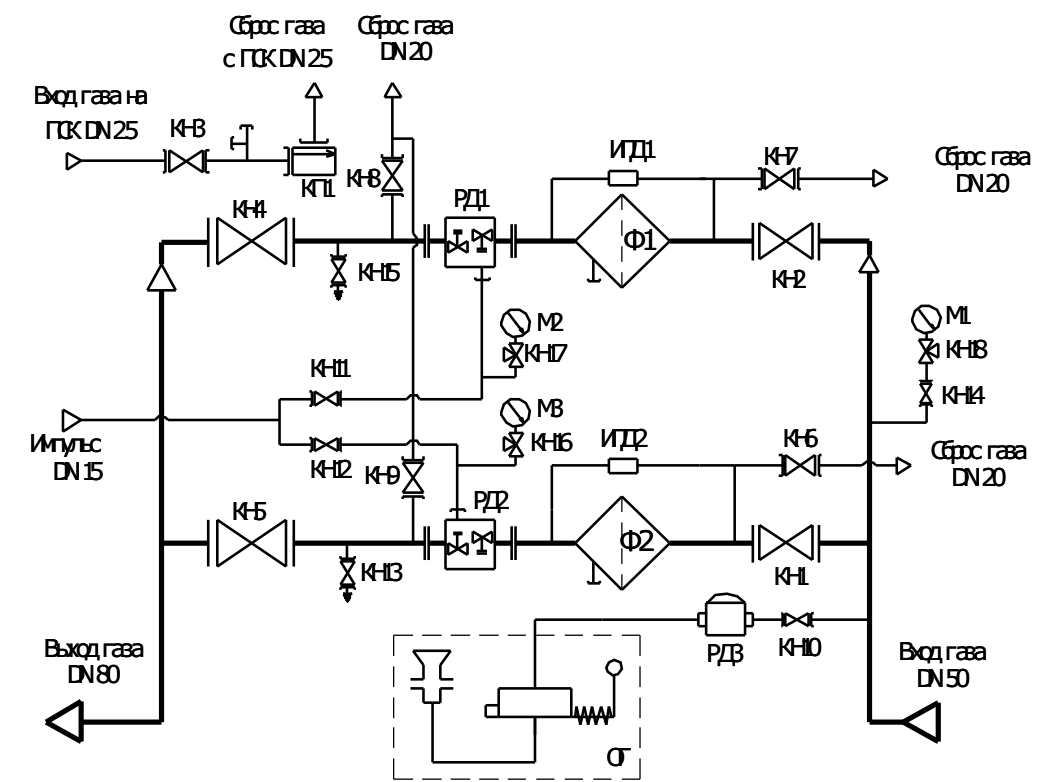 Сброс газа
с ПСК DN 25
Сброс газа
DN 20
Вход газа на
ПСК DN 25
КН3
КП1
КН8
ИПД1
КН7
Сброс газа
DN 20
КН4
РД1
Ф1
КН15
КН2
М2
КН17
М1
КН18
КН11
КН14
М3
КН16
Импульс
DN 15
КН12
КН9
ИПД2
КН6
Сброс газа
DN 20
КН5
РД2
Ф2
КН13
КН1
Выход газа
DN 80
РД3
КН10
Вход газа
DN 50
ОГ